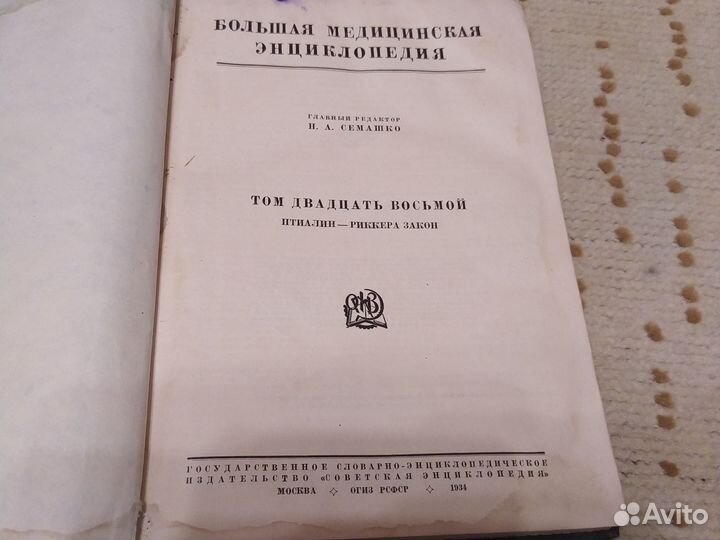 БОЛЬШАЯ МЕДИЦИНСКАЯ
ЭНЦИКЛОПЕДИЯ
ГЛАВНЫЙ РЕДАКТОР
Н. А. СЕМАШКО
ТОМ ДВАДЦАТЬ ВОСЬМОЙ
ПТИАЛИН — РИККЕРА ЗАКОН
ГОСУДАРСТВЕННОЕ СЛОВАРНО-ЭНЦИКЛОПЕДИЧЕСКОЕ
ИЗДАТЕЛЬСТВО «СОВЕТСКАЯ ЭНЦИКЛОПЕДИЯ»
МОСКВА ◇ ОГИЗ РСФСР ◇ 1934
Avito